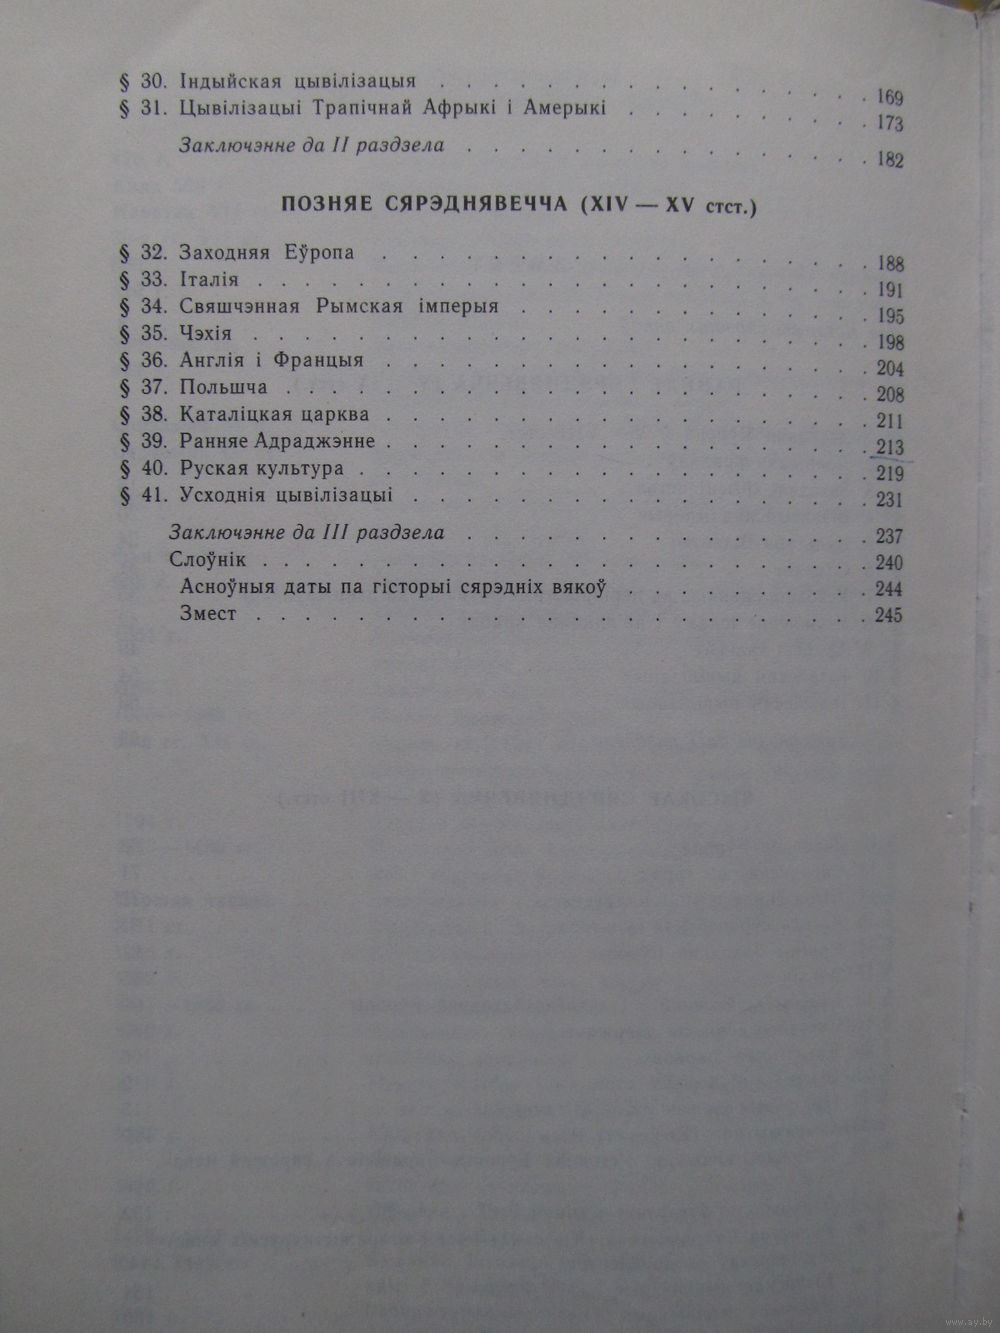 § 30. Індыйская цывілізацыя . . . . . . . . . . . . . . . . . 169
§ 31. Цывілізацыі Трапічнай Афрыкі і Амерыкі . . . . . . . . . . 173
Заключэнне да II раздзела . . . . . . . . . . . . . . . . 182
ПОЗНЯЕ СЯРЭДНЯВЕЧЧА (XIV — XV стст.)
§ 32. Заходняя Еўропа . . . . . . . . . . . . . . . . . . . . 188
§ 33. Італія . . . . . . . . . . . . . . . . . . . . . . . . . 191
§ 34. Свяшчэнная Рымская імперыя . . . . . . . . . . . . . . 195
§ 35. Чэхія . . . . . . . . . . . . . . . . . . . . . . . . . 198
§ 36. Англія і Францыя . . . . . . . . . . . . . . . . . . . . 204
§ 37. Польшча . . . . . . . . . . . . . . . . . . . . . . . . 208
§ 38. Каталіцкая царква . . . . . . . . . . . . . . . . . . . . 211
§ 39. Ранняе Адраджэнне . . . . . . . . . . . . . . . . . . . . 213
§ 40. Руская культура . . . . . . . . . . . . . . . . . . . . . 219
§ 41. Усходнія цывілізацыі . . . . . . . . . . . . . . . . . . 231
Заключэнне да III раздзела . . . . . . . . . . . . . . . . 237
Слоўнік . . . . . . . . . . . . . . . . . . . . . . . . 240
Асноўныя даты па гісторыі сярэдніх вякоў . . . . . . . . . . 244
Змест . . . . . . . . . . . . . . . . . . . . . . . . . 245
www.ay.by